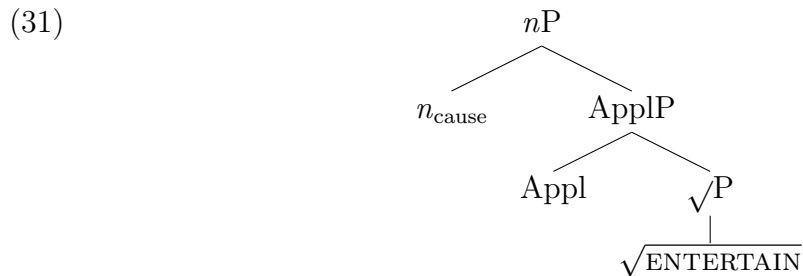 (31) nP
n_cause ApplP
Appl √P
√ENTERTAIN